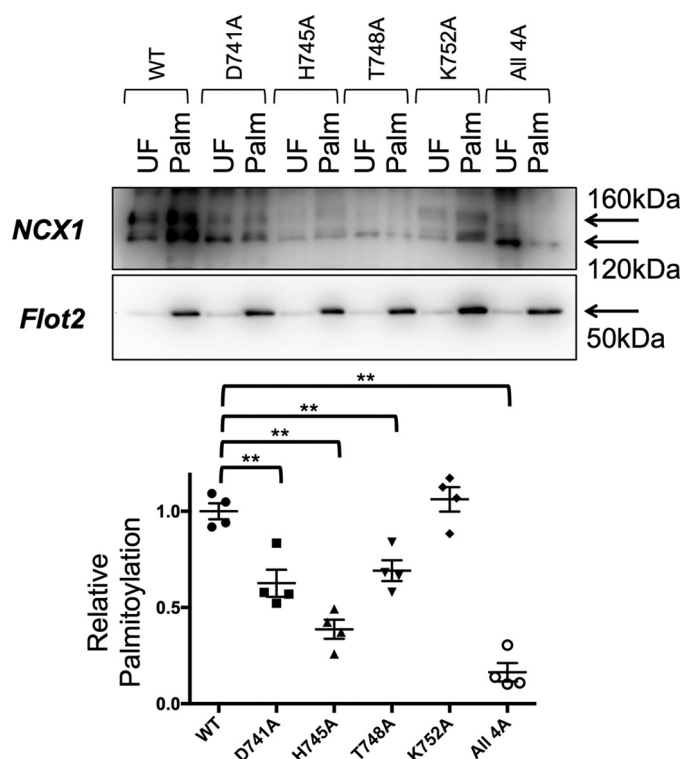 WT D741A H745A T748A K752A All 4A
UF Palm UF Palm UF Palm UF Palm UF Palm UF Palm
160kDa
NCX1
120kDa
Flot2
50kDa
**
**
**
**
1.0
0.5
0.0
Relative
Palmitoylation
WT D741A H745A T748A K752A All 4A